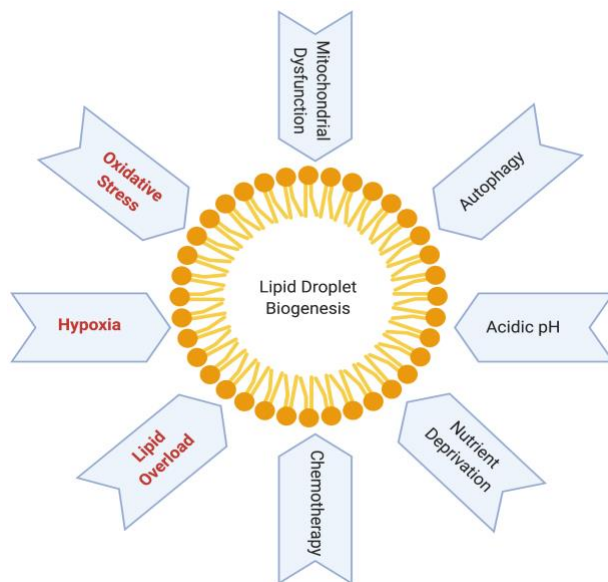 Mitochondrial
Dysfunction
Oxidative
Stress
Autophagy
Lipid Droplet
Biogenesis
Hypoxia
Acidic pH
Lipid
Overload
Nutrient
Deprivation
Chemotherapy